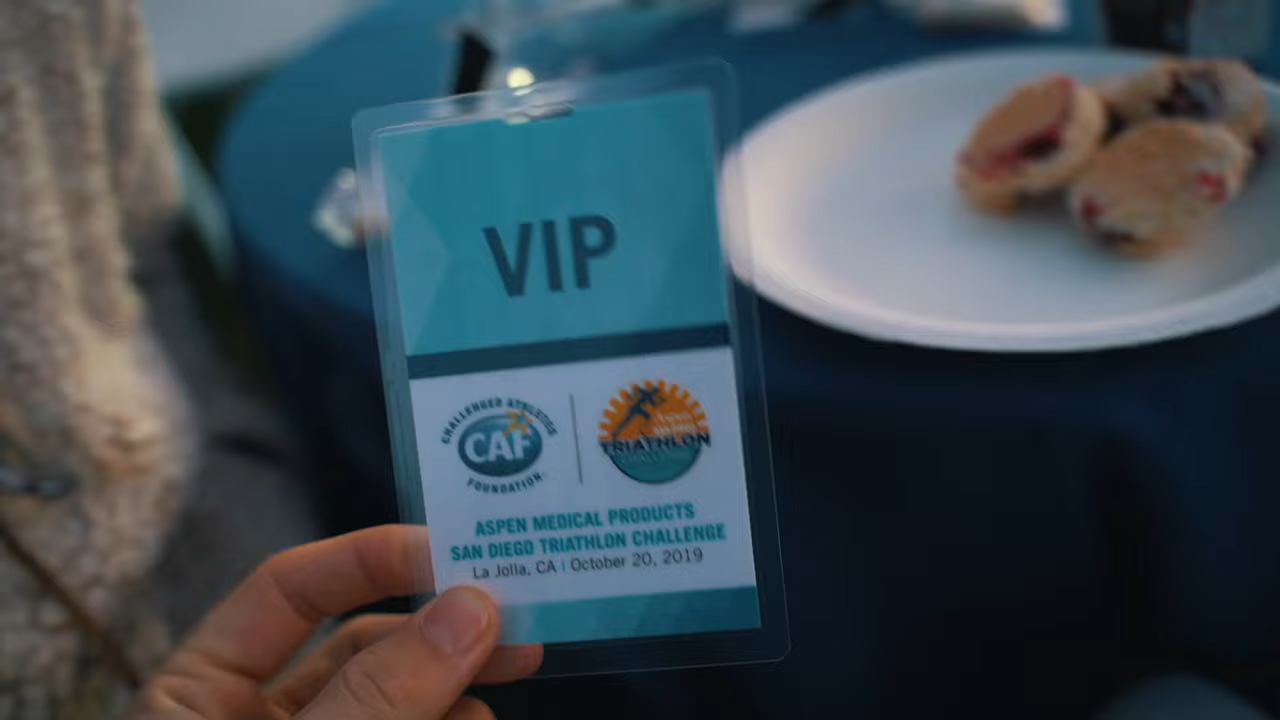 VIP
CHALLENGED ATHLETES
CAF
FOUNDATION
TRIATHLON
ASPEN MEDICAL PRODUCTS
SAN DIEGO TRIATHLON CHALLENGE
La Jolla, CA | October 20, 2019